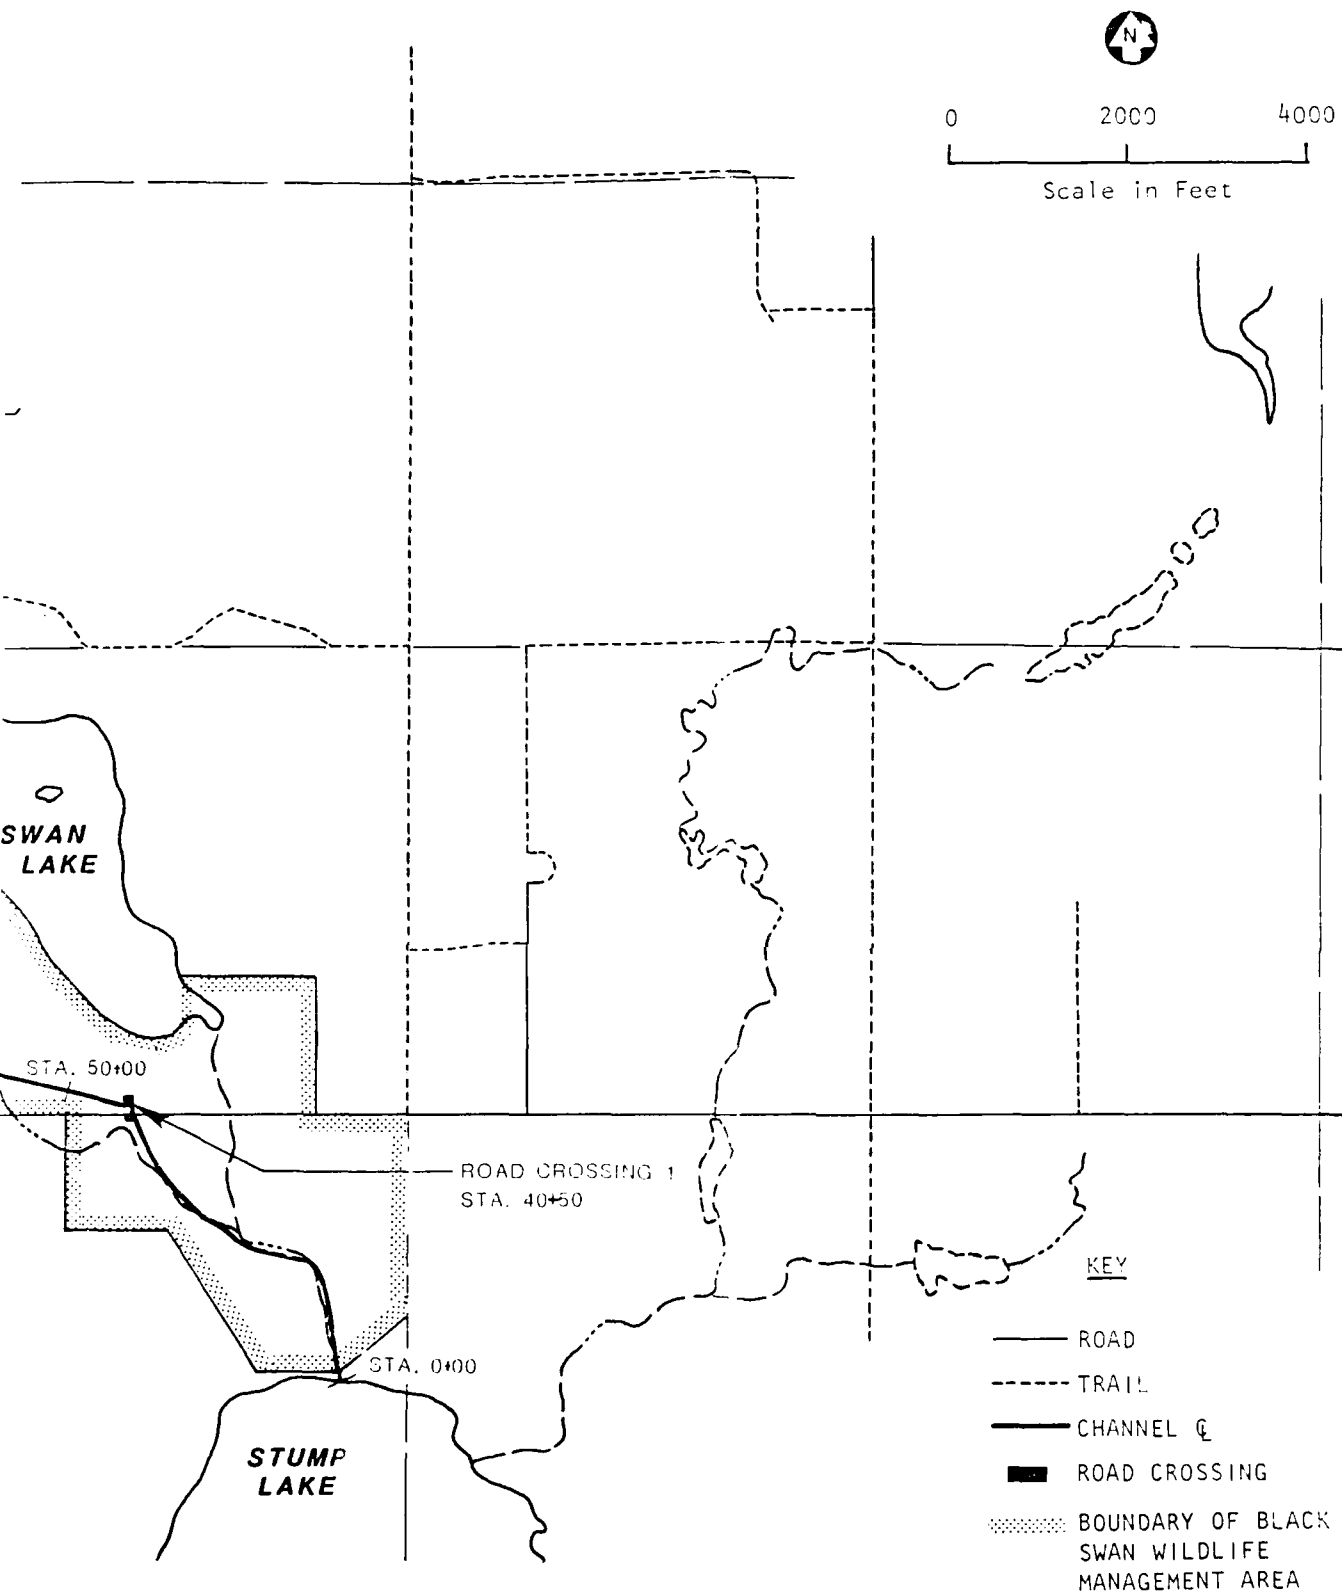 N
0 2000 4000
Scale in Feet
SWAN
LAKE
STA. 50+00
ROAD CROSSING 1
STA. 40+50
STA. 0+00
STUMP
LAKE
KEY
ROAD
TRAIL
CHANNEL ℄
ROAD CROSSING
BOUNDARY OF BLACK
SWAN WILDLIFE
MANAGEMENT AREA